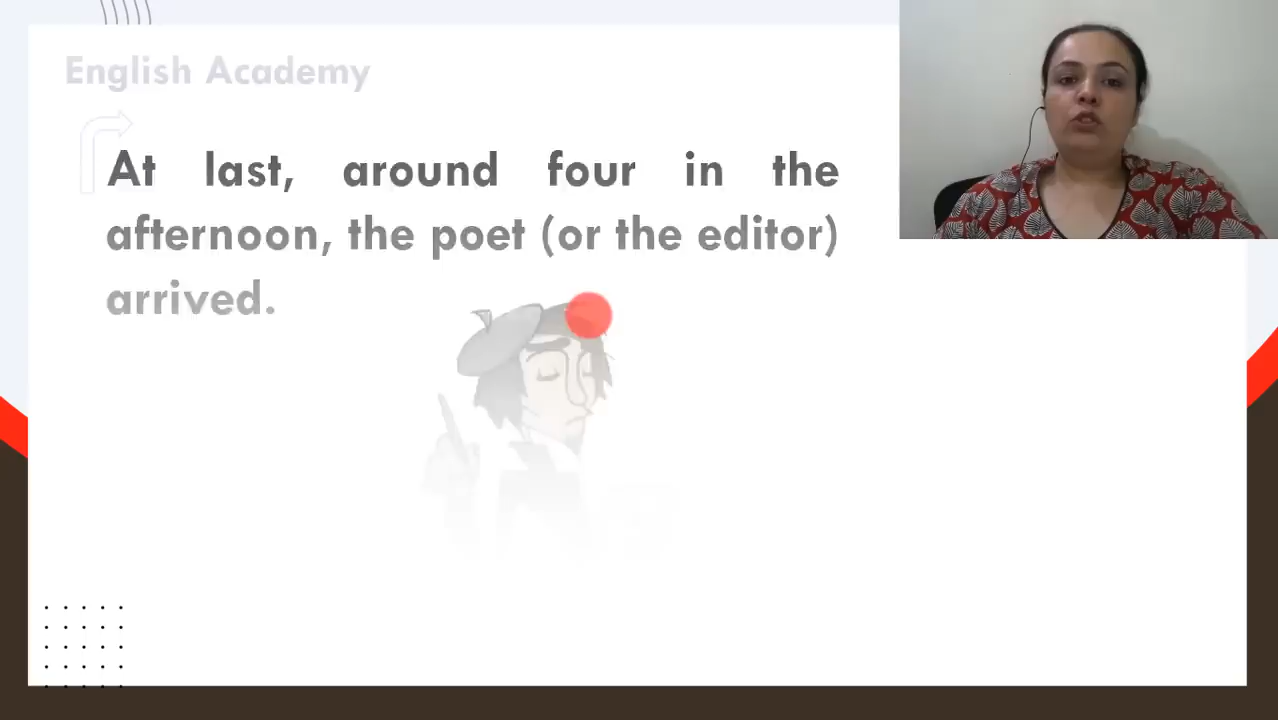 English Academy
At last, around four in the
afternoon, the poet (or the editor)
arrived.